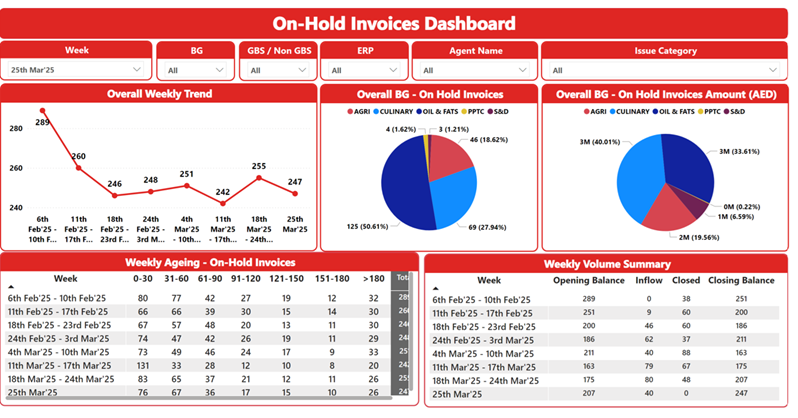 On-Hold Invoices Dashboard
Week BG GBS / Non GBS ERP Agent Name Issue Category
25th Mar'25 All All All All All
Overall Weekly Trend
280
260
240
289
260
246
248
251
242
255
247
6th Feb'25 - 10th F...
11th Feb'25 - 17th F...
18th Feb'25 - 23rd F...
24th Feb'25 - 3rd M...
4th Mar'25 - 10th...
11th Mar'25 - 17th...
18th Mar'25 - 24th...
25th Mar'25
Overall BG - On Hold Invoices
AGRI CULINARY OIL & FATS PPTC S&D
4 (1.62%)
3 (1.21%)
46 (18.62%)
125 (50.61%)
69 (27.94%)
Overall BG - On Hold Invoices Amount (AED)
AGRI CULINARY OIL & FATS PPTC S&D
3M (40.01%)
3M (33.61%)
0M (0.22%)
1M (6.59%)
2M (19.56%)
Weekly Ageing - On-Hold Invoices
Week 0-30 31-60 61-90 91-120 121-150 151-180 >180
6th Feb'25 - 10th Feb'25 80 77 42 27 19 12 32
11th Feb'25 - 17th Feb'25 66 66 39 30 15 14 30
18th Feb'25 - 23rd Feb'25 67 57 48 20 13 11 30
24th Feb'25 - 3rd Mar'25 74 47 42 26 19 11 29
4th Mar'25 - 10th Mar'25 73 49 46 24 17 9 33
11th Mar'25 - 17th Mar'25 131 33 28 12 10 8 20
18th Mar'25 - 24th Mar'25 83 65 37 21 12 11 26
25th Mar'25 76 67 36 17 15 10 26
Weekly Volume Summary
Week Opening Balance Inflow Closed Closing Balance
6th Feb'25 - 10th Feb'25 289 0 38 251
11th Feb'25 - 17th Feb'25 251 9 60 200
18th Feb'25 - 23rd Feb'25 200 46 60 186
24th Feb'25 - 3rd Mar'25 186 62 37 211
4th Mar'25 - 10th Mar'25 211 40 88 163
11th Mar'25 - 17th Mar'25 163 79 67 175
18th Mar'25 - 24th Mar'25 175 80 48 207
25th Mar'25 207 40 0 247